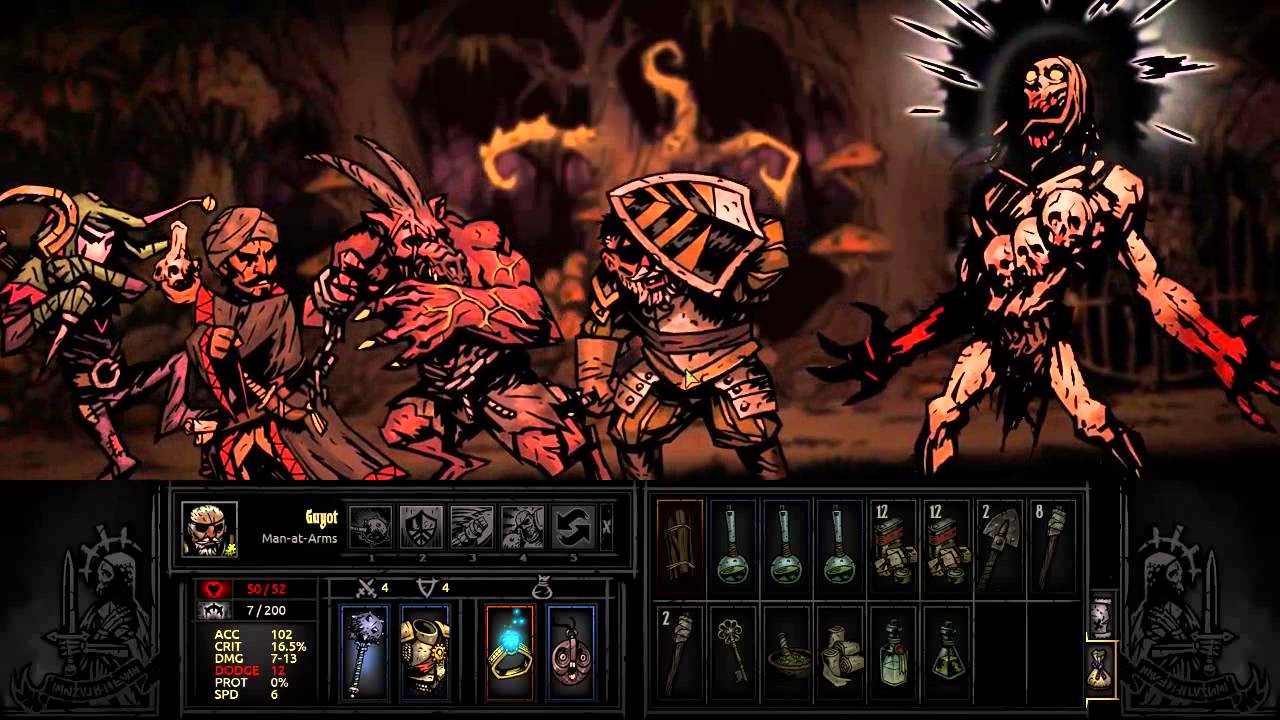 Guyot
Man-at-Arms
1 2 3 4 5
50 / 52
7 / 200
4 4
ACC 102
CRIT 16.5%
DMG 7-13
DODGE 12
PROT 0%
SPD 6
12 12 2 8
2